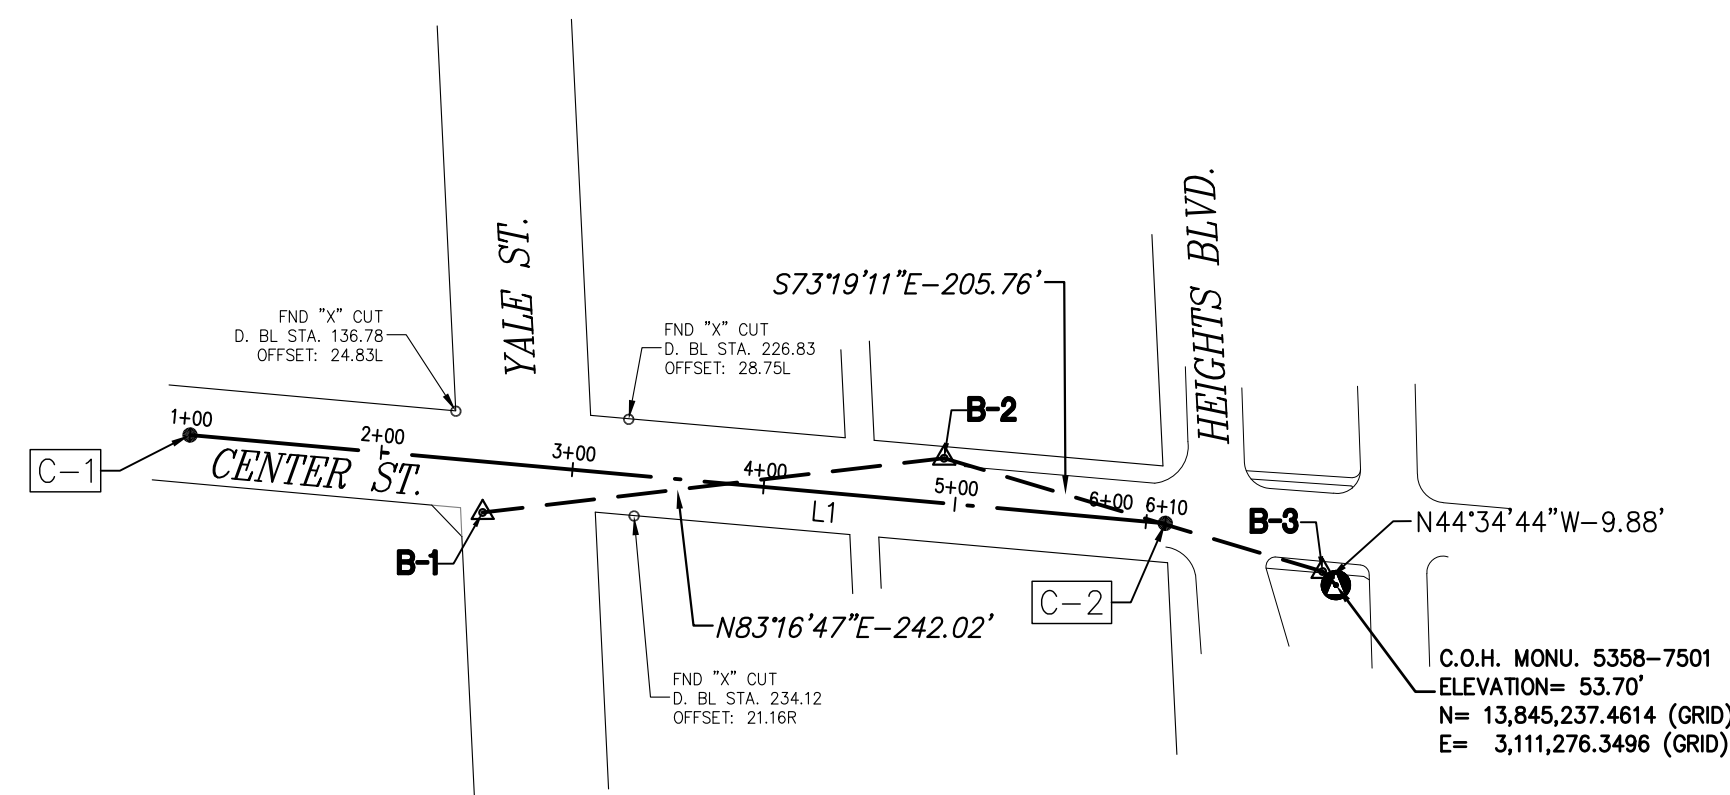 YALE ST.
HEIGHTS BLVD.
S73°19'11"E-205.76'
FND "X" CUT
D. BL STA. 136.78
OFFSET: 24.83L
FND "X" CUT
D. BL STA. 226.83
OFFSET: 28.75L
B-2
1+00
2+00
3+00
4+00
5+00
6+00
6+10
C-1
CENTER ST.
L1
B-3
N44°34'44"W-9.88'
B-1
C-2
N83°16'47"E-242.02'
C.O.H. MONU. 5358-7501
ELEVATION= 53.70'
N= 13,845,237.4614 (GRID)
E= 3,111,276.3496 (GRID)
FND "X" CUT
D. BL STA. 234.12
OFFSET: 21.16R